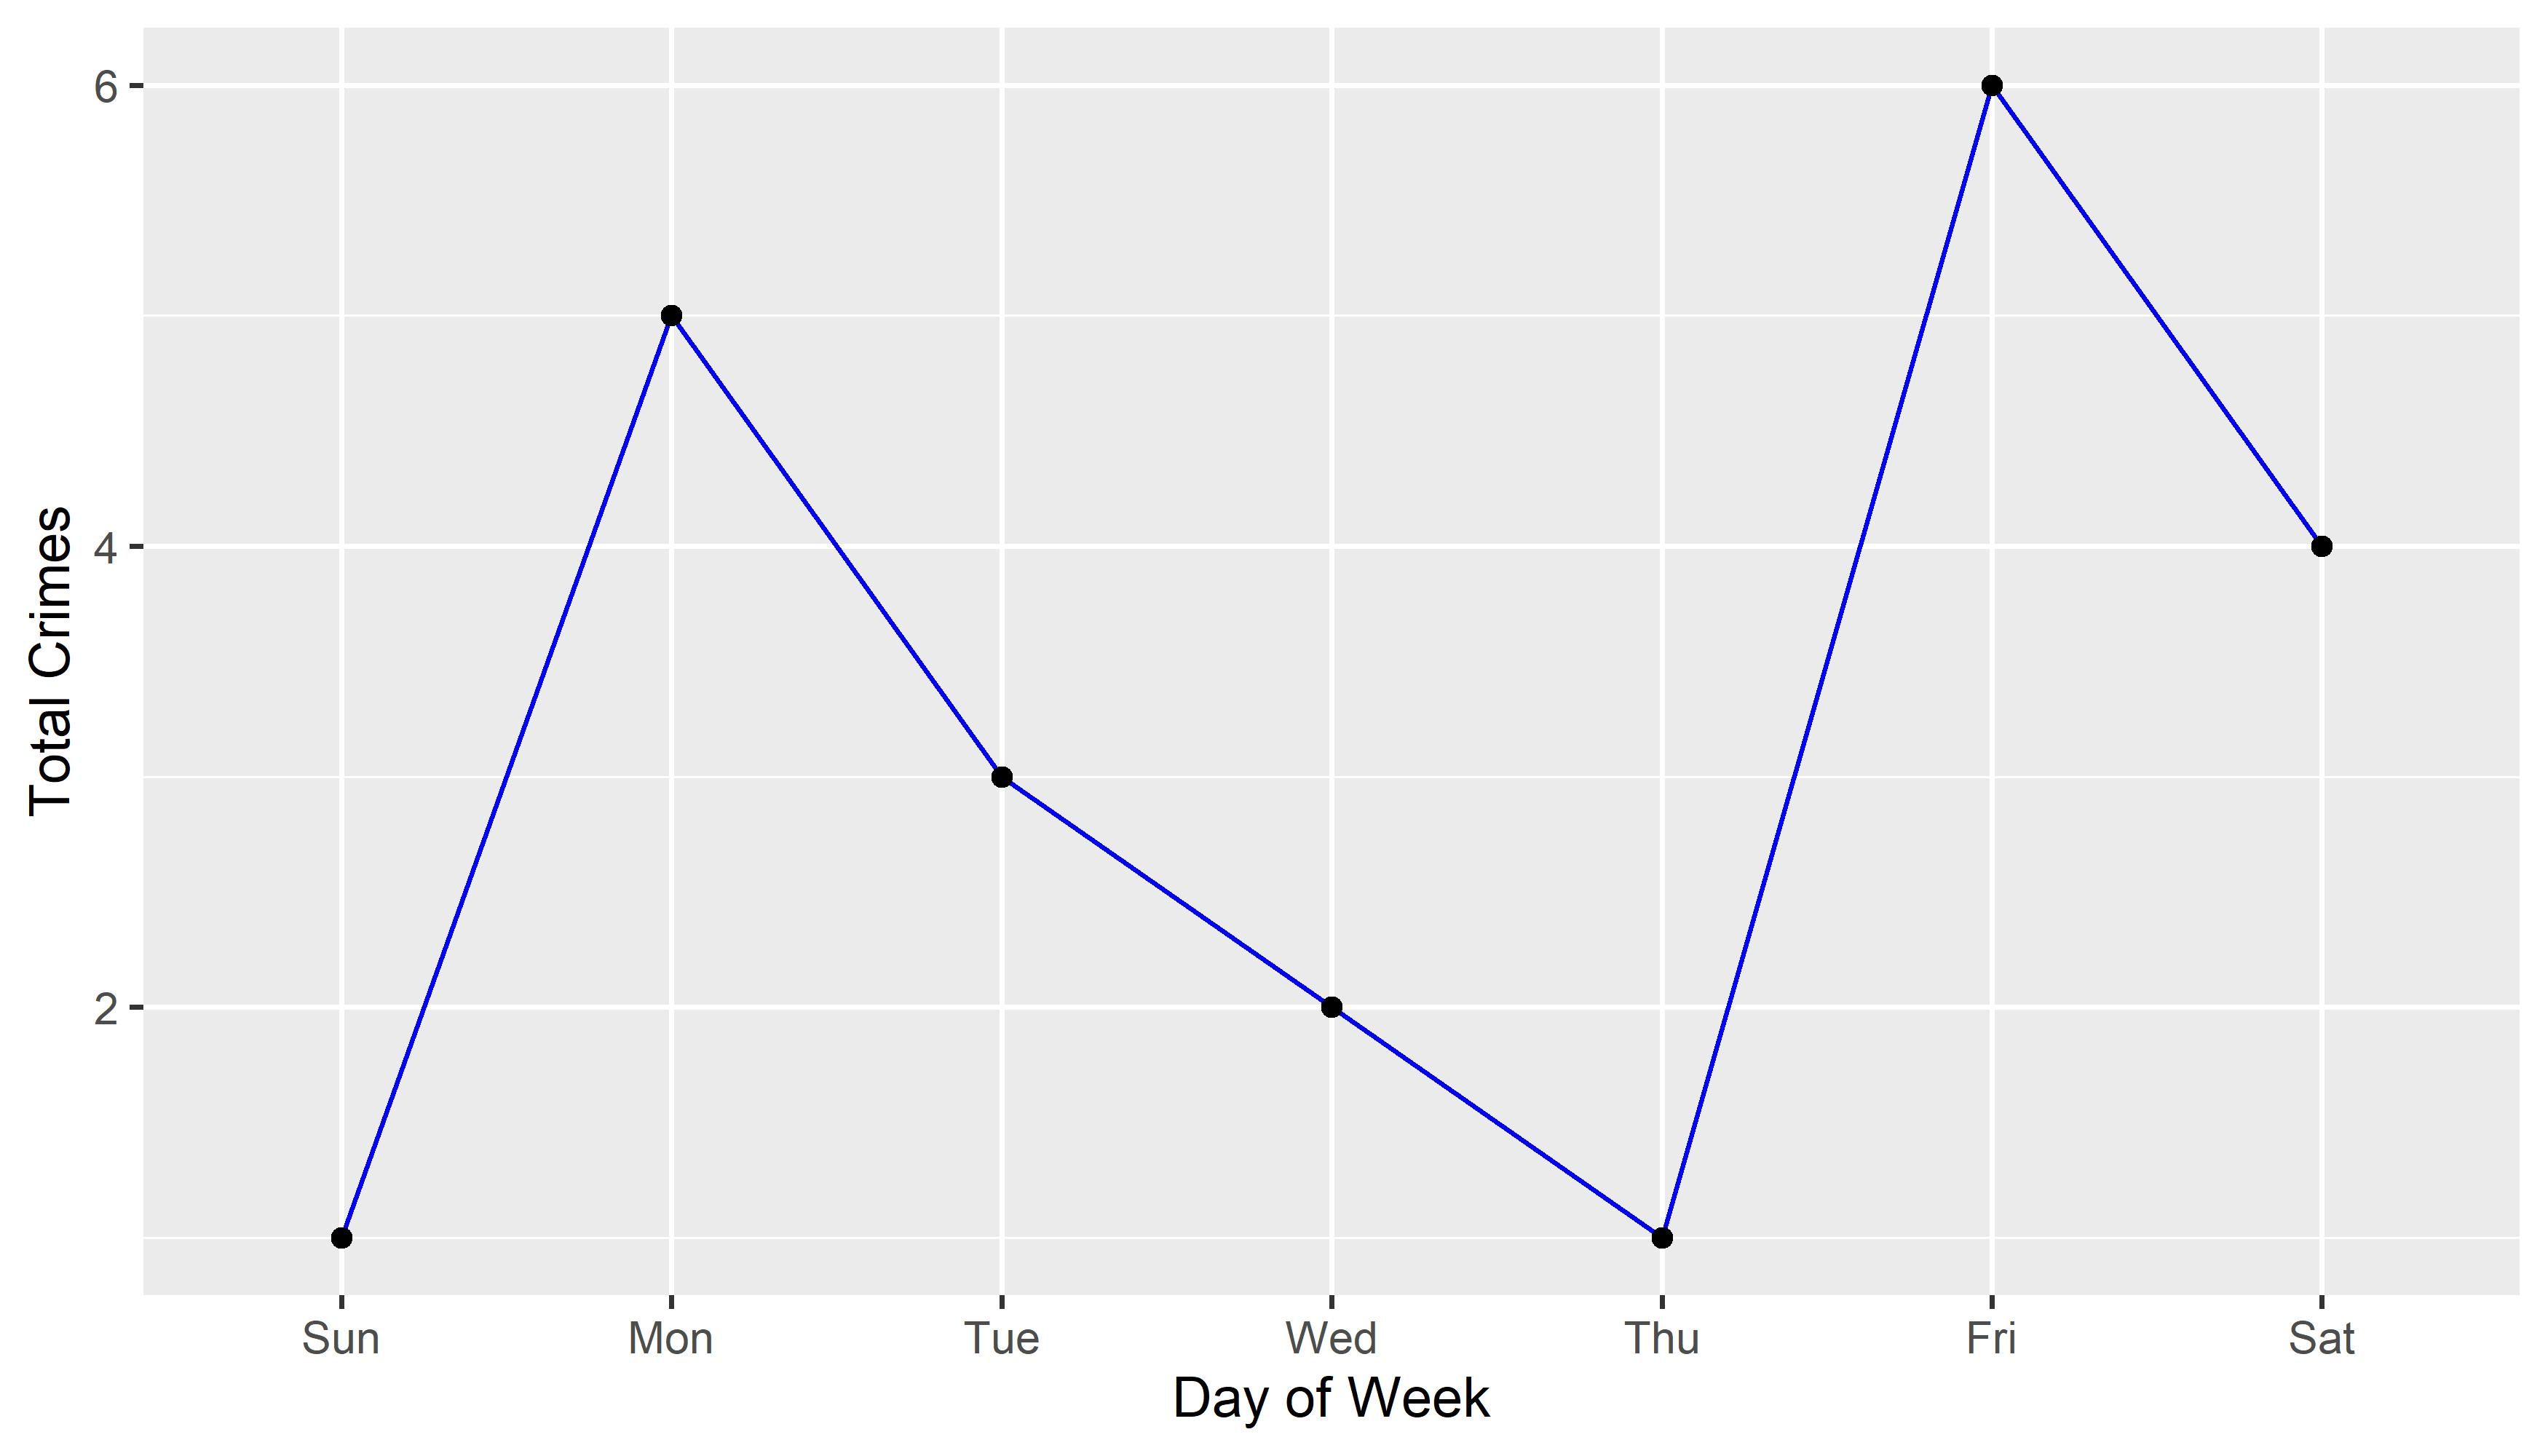 Total Crimes
6
4
2
Sun Mon Tue Wed Thu Fri Sat
Day of Week